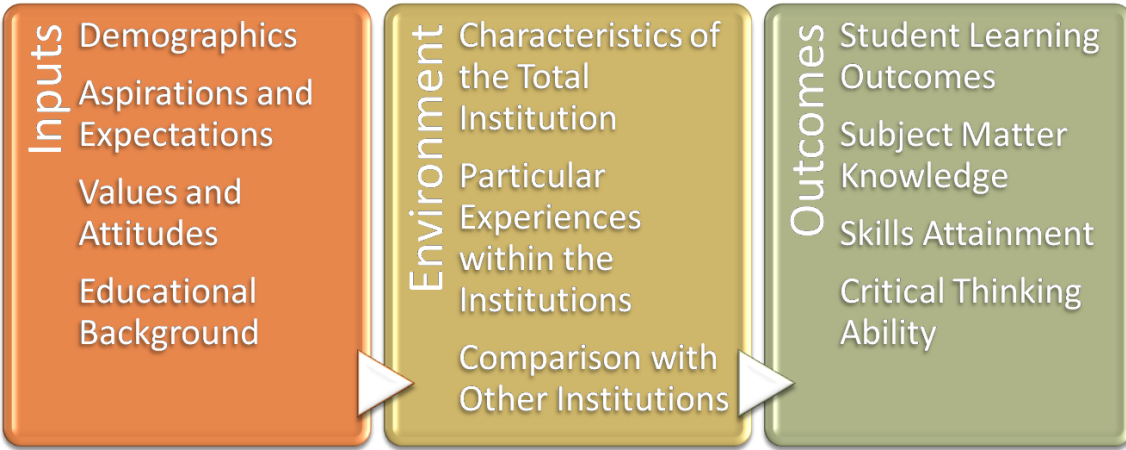 Inputs
Demographics
Aspirations and
Expectations
Values and
Attitudes
Educational
Background
Environment
Characteristics of
the Total
Institution
Particular
Experiences
within the
Institutions
Comparison with
Other Institutions
Outcomes
Student Learning
Outcomes
Subject Matter
Knowledge
Skills Attainment
Critical Thinking
Ability